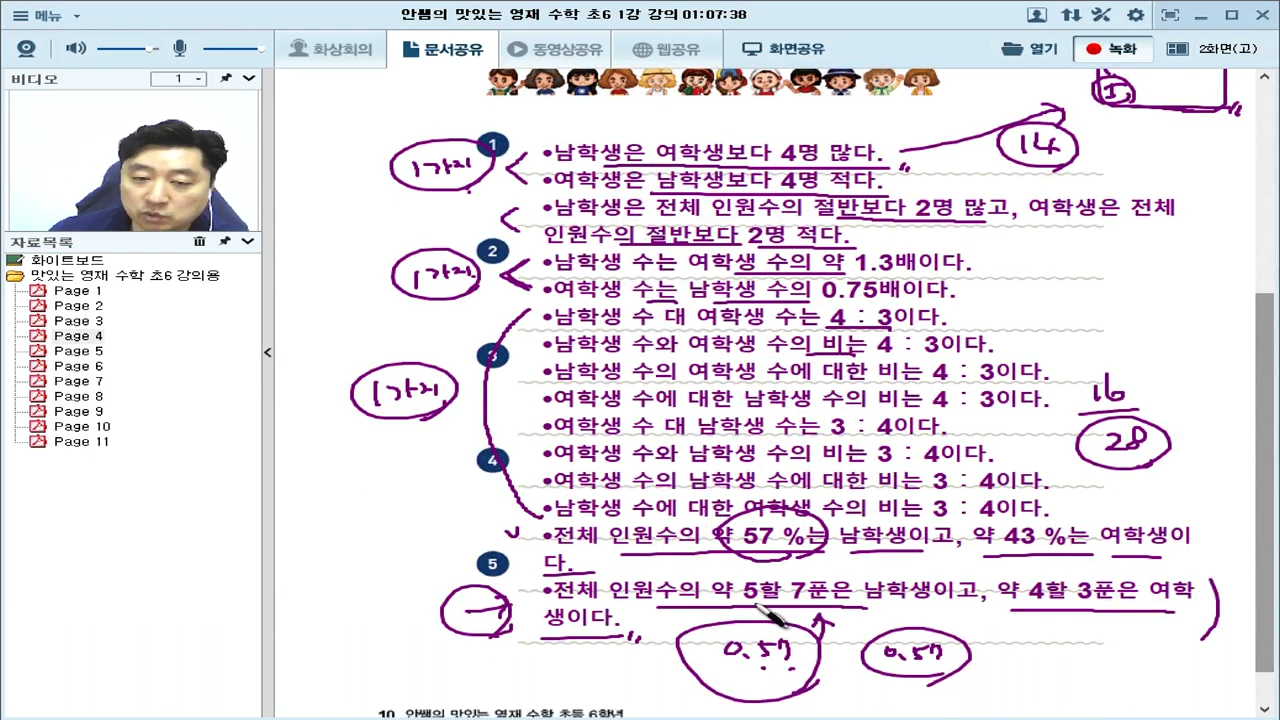 메뉴
안쌤의 맛있는 영재 수학 초6 1강 강의 01:07:38
화상회의
문서공유
동영상공유
웹공유
화면공유
열기
녹화
2화면(고)
비디오
1
자료목록
화이트보드
맛있는 영재 수학 초6 강의용
Page 1
Page 2
Page 3
Page 4
Page 5
Page 6
Page 7
Page 8
Page 9
Page 10
Page 11
1
•남학생은 여학생보다 4명 많다.
•여학생은 남학생보다 4명 적다.
•남학생은 전체 인원수의 절반보다 2명 많고, 여학생은 전체
인원수의 절반보다 2명 적다.
2
•남학생 수는 여학생 수의 약 1.3배이다.
•여학생 수는 남학생 수의 0.75배이다.
•남학생 수 대 여학생 수는 4 : 3이다.
3
•남학생 수와 여학생 수의 비는 4 : 3이다.
•남학생 수의 여학생 수에 대한 비는 4 : 3이다.
•여학생 수에 대한 남학생 수의 비는 4 : 3이다.
•여학생 수 대 남학생 수는 3 : 4이다.
4
•여학생 수와 남학생 수의 비는 3 : 4이다.
•여학생 수의 남학생 수에 대한 비는 3 : 4이다.
•남학생 수에 대한 여학생 수의 비는 3 : 4이다.
•전체 인원수의 약 57 %는 남학생이고, 약 43 %는 여학생이
다.
5
•전체 인원수의 약 5할 7푼은 남학생이고, 약 4할 3푼은 여학
생이다.
1가지
1가지
1가지
14
16
28
0.57
0.57
10 안쌤의 맛있는 영재 수학 초등 6학년